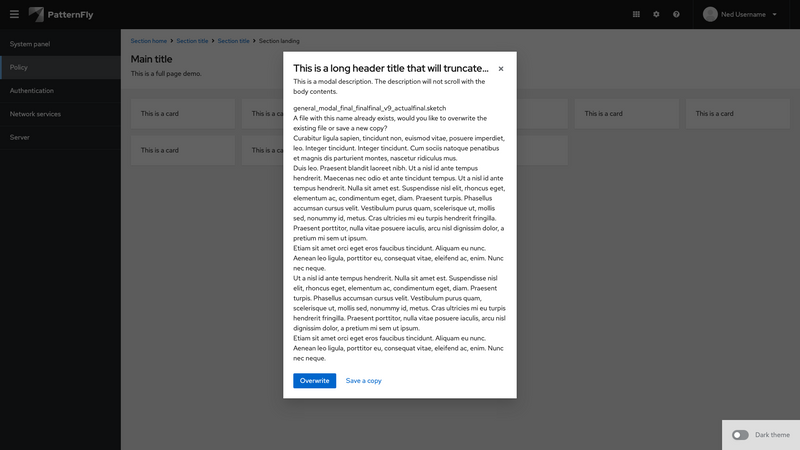 PatternFly
Ned Username
System panel
Policy
Authentication
Network services
Server
Section home
Section title
Section title
Section landing
Main title
This is a full page demo.
This is a card
This is a c
This is a card
This is a card
This is a card
This is a c
This is a long header title that will truncate...
This is a modal description. The description will not scroll with the
body contents.
general_modal_final_finalfinal_v9_actualfinal.sketch
A file with this name already exists, would you like to overwrite the
existing file or save a new copy?
Curabitur ligula sapien, tincidunt non, euismod vitae, posuere imperdiet,
leo. Integer tincidunt. Integer tincidunt. Cum sociis natoque penatibus
et magnis dis parturient montes, nascetur ridiculus mus.
Duis leo. Praesent blandit laoreet nibh. Ut a nisl id ante tempus
hendrerit. Maecenas nec odio et ante tincidunt tempus. Ut a nisl id ante
tempus hendrerit. Nulla sit amet est. Suspendisse nisl elit, rhoncus eget,
elementum ac, condimentum eget, diam. Praesent turpis. Phasellus
accumsan cursus velit. Vestibulum purus quam, scelerisque ut, mollis
sed, nonummy id, metus. Cras ultricies mi eu turpis hendrerit fringilla.
Praesent porttitor, nulla vitae posuere iaculis, arcu nisl dignissim dolor, a
pretium mi sem ut ipsum.
Etiam sit amet orci eget eros faucibus tincidunt. Aliquam eu nunc.
Aenean leo ligula, porttitor eu, consequat vitae, eleifend ac, enim. Nunc
nec neque.
Ut a nisl id ante tempus hendrerit. Nulla sit amet est. Suspendisse nisl
elit, rhoncus eget, elementum ac, condimentum eget, diam. Praesent
turpis. Phasellus accumsan cursus velit. Vestibulum purus quam,
scelerisque ut, mollis sed, nonummy id, metus. Cras ultricies mi eu turpis
hendrerit fringilla. Praesent porttitor, nulla vitae posuere iaculis, arcu nisl
dignissim dolor, a pretium mi sem ut ipsum.
Etiam sit amet orci eget eros faucibus tincidunt. Aliquam eu nunc.
Aenean leo ligula, porttitor eu, consequat vitae, eleifend ac, enim. Nunc
nec neque.
Overwrite
Save a copy
Dark theme